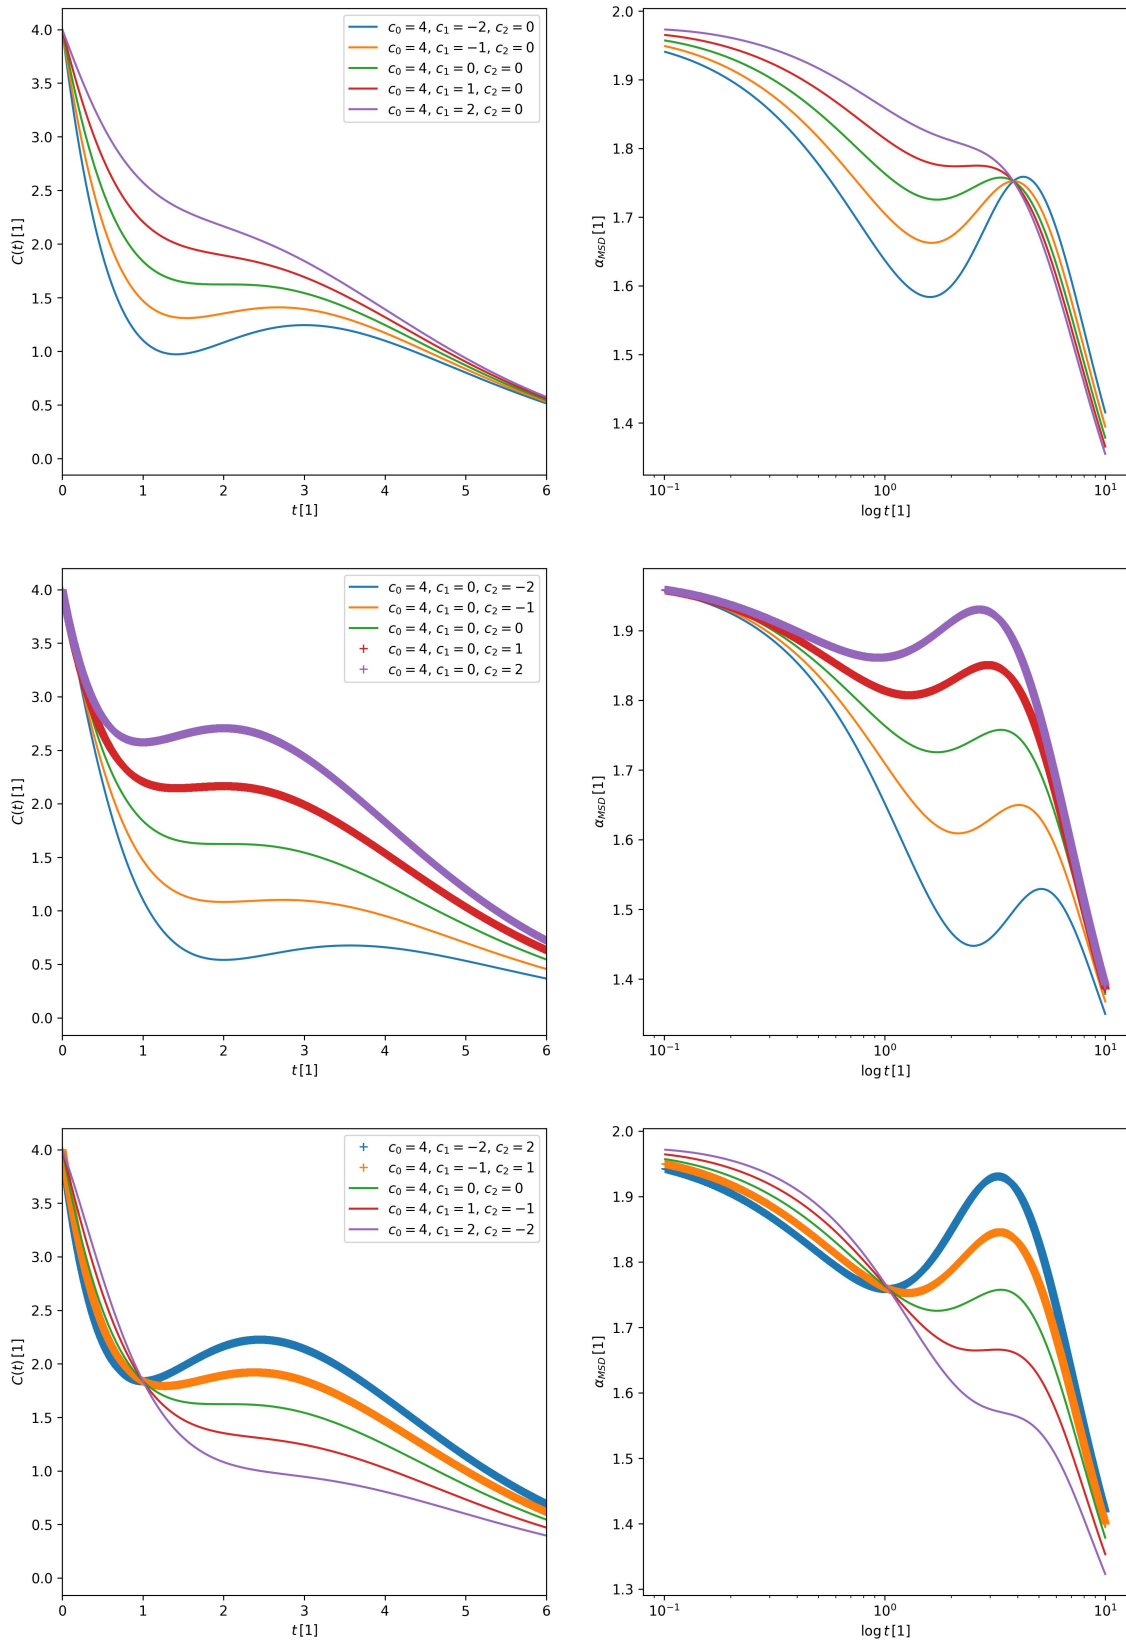 4.0
3.5
3.0
2.5
2.0
1.5
1.0
0.5
0.0
C(t) [1]
c₀ = 4, c₁ = −2, c₂ = 0
c₀ = 4, c₁ = −1, c₂ = 0
c₀ = 4, c₁ = 0, c₂ = 0
c₀ = 4, c₁ = 1, c₂ = 0
c₀ = 4, c₁ = 2, c₂ = 0
0 1 2 3 4 5 6
t [1]
2.0
1.9
1.8
1.7
1.6
1.5
1.4
α_MSD [1]
10⁻¹ 10⁰ 10¹
log t [1]
4.0
3.5
3.0
2.5
2.0
1.5
1.0
0.5
0.0
C(t) [1]
c₀ = 4, c₁ = 0, c₂ = −2
c₀ = 4, c₁ = 0, c₂ = −1
c₀ = 4, c₁ = 0, c₂ = 0
c₀ = 4, c₁ = 0, c₂ = 1
c₀ = 4, c₁ = 0, c₂ = 2
0 1 2 3 4 5 6
t [1]
1.9
1.8
1.7
1.6
1.5
1.4
α_MSD [1]
10⁻¹ 10⁰ 10¹
log t [1]
4.0
3.5
3.0
2.5
2.0
1.5
1.0
0.5
0.0
C(t) [1]
c₀ = 4, c₁ = −2, c₂ = 2
c₀ = 4, c₁ = −1, c₂ = 1
c₀ = 4, c₁ = 0, c₂ = 0
c₀ = 4, c₁ = 1, c₂ = −1
c₀ = 4, c₁ = 2, c₂ = −2
0 1 2 3 4 5 6
t [1]
2.0
1.9
1.8
1.7
1.6
1.5
1.4
1.3
α_MSD [1]
10⁻¹ 10⁰ 10¹
log t [1]